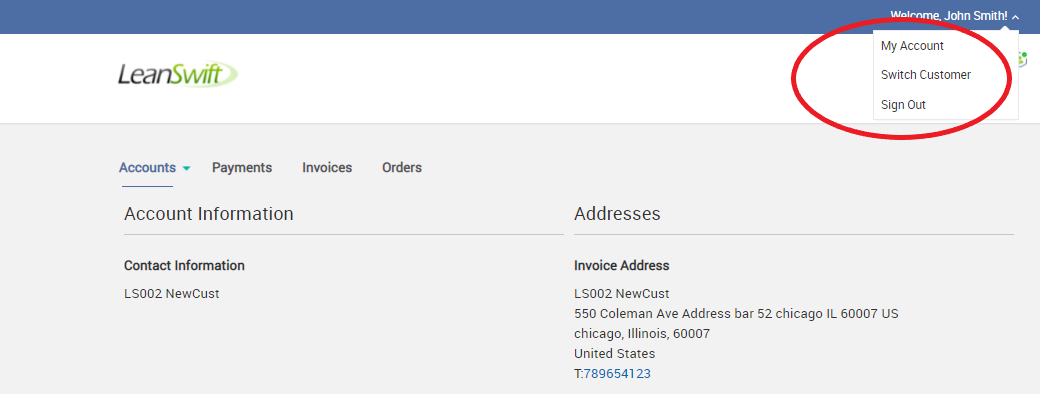 Welcome, John Smith!
My Account
Switch Customer
Sign Out
LeanSwift
Accounts Payments Invoices Orders
Account Information
Contact Information
LS002 NewCust
Addresses
Invoice Address
LS002 NewCust
550 Coleman Ave Address bar 52 chicago IL 60007 US
chicago, Illinois, 60007
United States
T:789654123